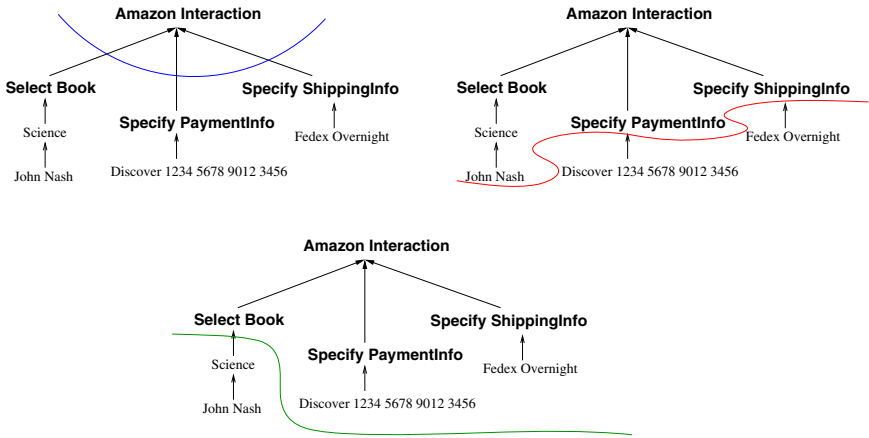 Amazon Interaction
Select Book
Specify ShippingInfo
Specify PaymentInfo
Science
Fedex Overnight
John Nash
Discover 1234 5678 9012 3456
Amazon Interaction
Select Book
Specify ShippingInfo
Specify PaymentInfo
Science
Fedex Overnight
John Nash
Discover 1234 5678 9012 3456
Amazon Interaction
Select Book
Specify ShippingInfo
Specify PaymentInfo
Science
Fedex Overnight
John Nash
Discover 1234 5678 9012 3456